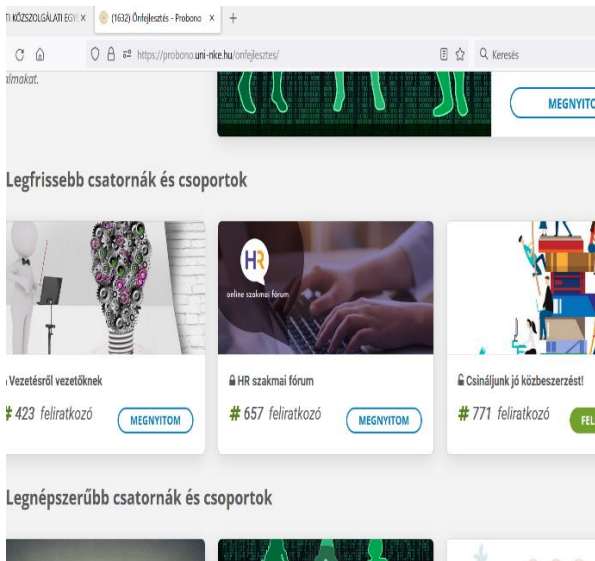 TI KÖZSZOLGÁLATI EGYI
(1632) Önfejlesztés - Probono
https://probono.uni-nke.hu/onfejlesztes/
Keresés
almakat.
MEGNYITO
Legfrissebb csatornák és csoportok
HR
online szakmai fórum
Vezetésről vezetőknek
HR szakmai fórum
Csináljunk jó közbeszerzést!
# 423 feliratkozó
MEGNYITOM
# 657 feliratkozó
MEGNYITOM
# 771 feliratkozó
FEL
Legnépszerűbb csatornák és csoportok